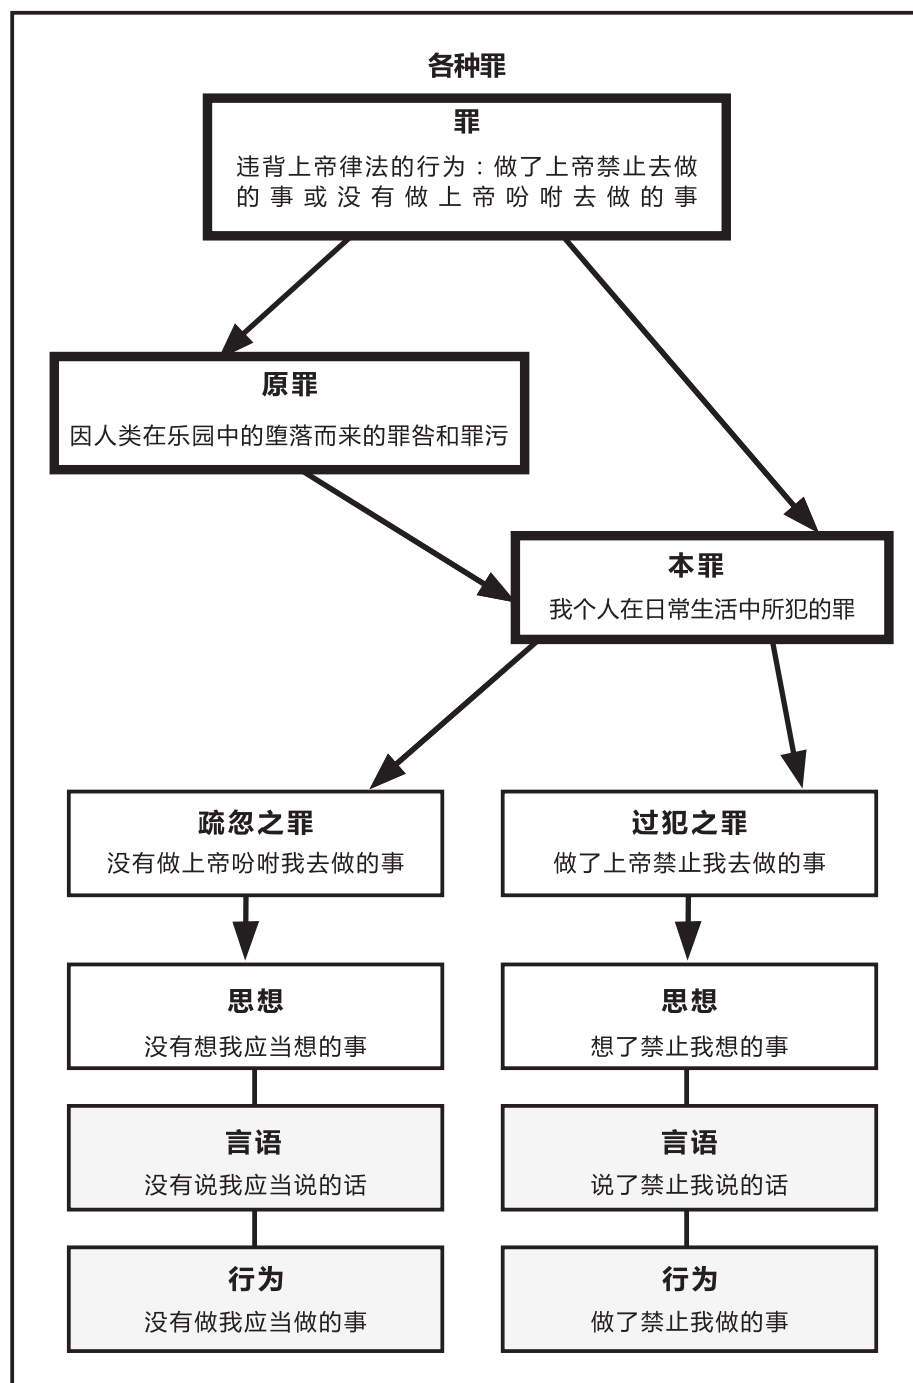 各种罪
罪
违背上帝律法的行为：做了上帝禁止去做
的事或没有做上帝吩咐去做的事
原罪
因人类在乐园中的堕落而来的罪咎和罪污
本罪
我个人在日常生活中所犯的罪
疏忽之罪
没有做上帝吩咐我去做的事
过犯之罪
做了上帝禁止我去做的事
思想
没有想我应当想的事
思想
想了禁止我想的事
言语
没有说我应当说的话
言语
说了禁止我说的话
行为
没有做我应当做的事
行为
做了禁止我做的事